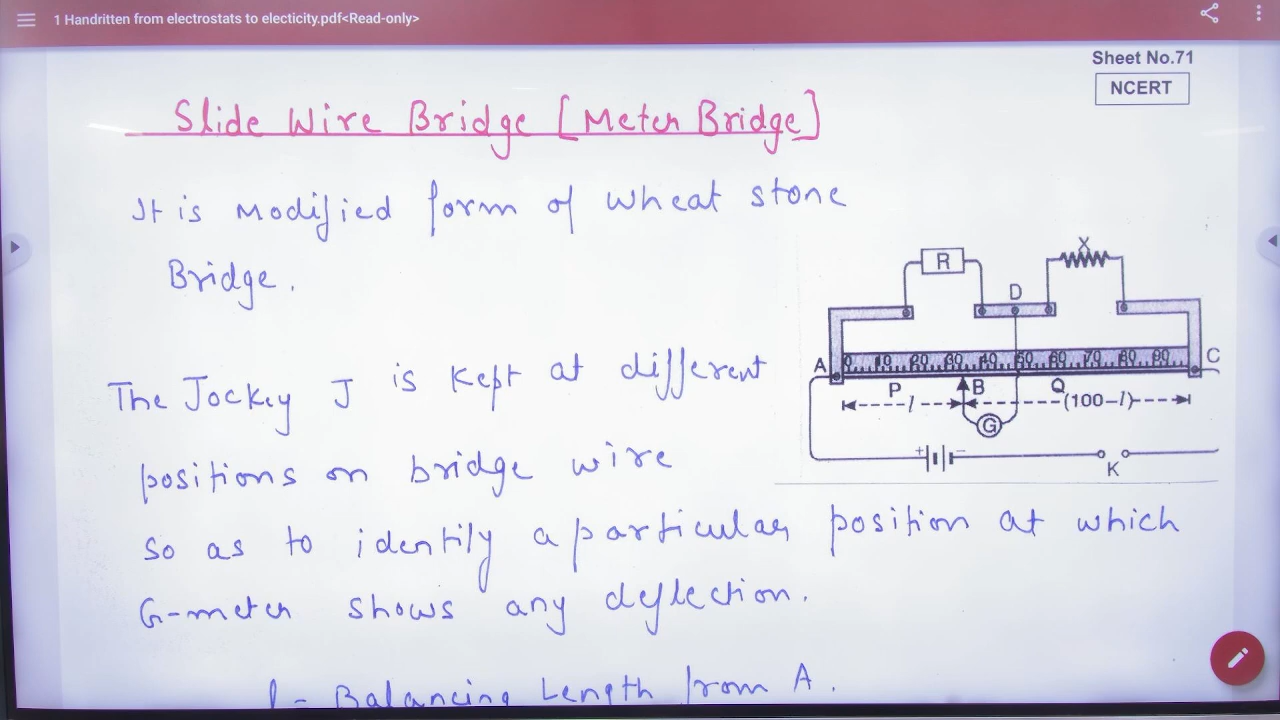 1 Handritten from electrostats to electicity.pdf<Read-only>
Sheet No.71
NCERT
Slide Wire Bridge [Meter Bridge]
It is modified form of wheat stone
Bridge.
The Jockey J is kept at different
positions on bridge wire
so as to identify a particular position at which
G-meter shows any deflection.
l - Balancing Length from A.
R
X
D
A
0 10 20 30 40 50 60 70 80 90
C
P
B
Q
l
(100-l)
G
+
-
K